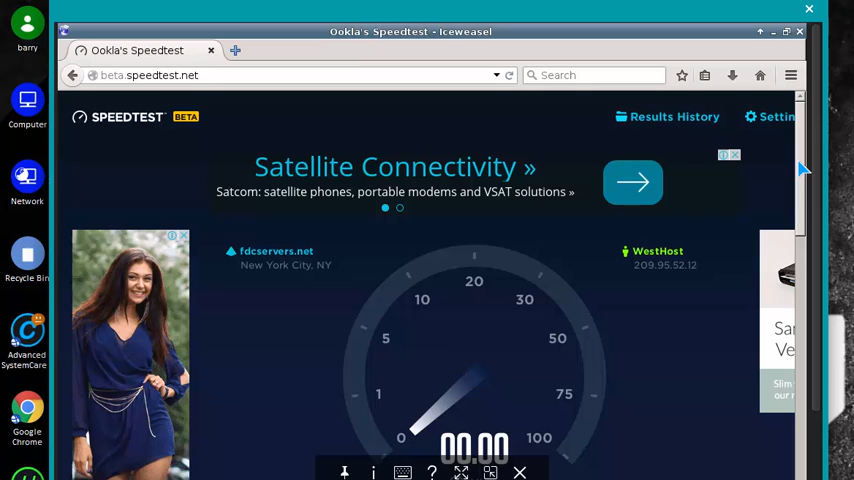 Ookla's Speedtest - Iceweasel
Ookla's Speedtest
beta.speedtest.net
Search
SPEEDTEST BETA
Results History
Settin
Satellite Connectivity »
Satcom: satellite phones, portable modems and VSAT solutions »
fdcservers.net
New York City, NY
WestHost
209.95.52.12
20
10
30
5
50
1
75
0
100
00.00
Sar
Ve
Slim
our r
barry
Computer
Network
Recycle Bin
Advanced
SystemCare
Google
Chrome